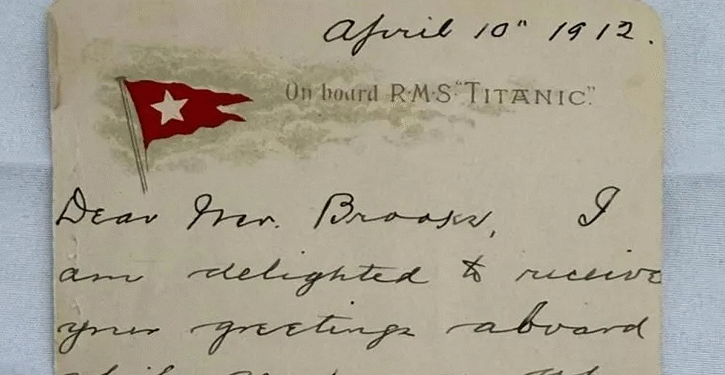 April 10" 1912.
On board R·M·S "TITANIC".
Dear Mr. Brooks, I
am delighted to receive
your greetings aboard